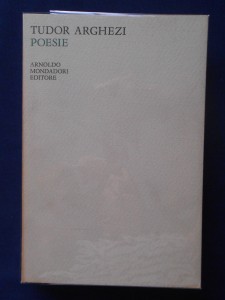 TUDOR ARGHEZI
POESIE
ARNOLDO
MONDADORI
EDITORE